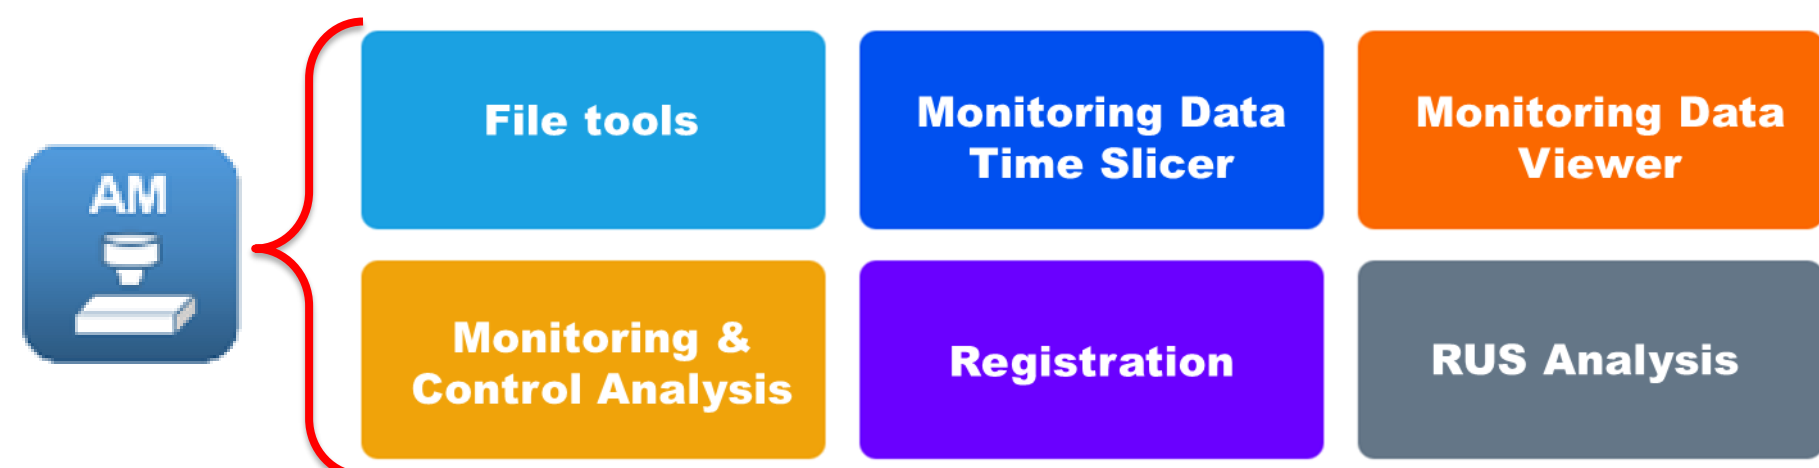 AM
File tools
Monitoring Data
Time Slicer
Monitoring Data
Viewer
Monitoring &
Control Analysis
Registration
RUS Analysis